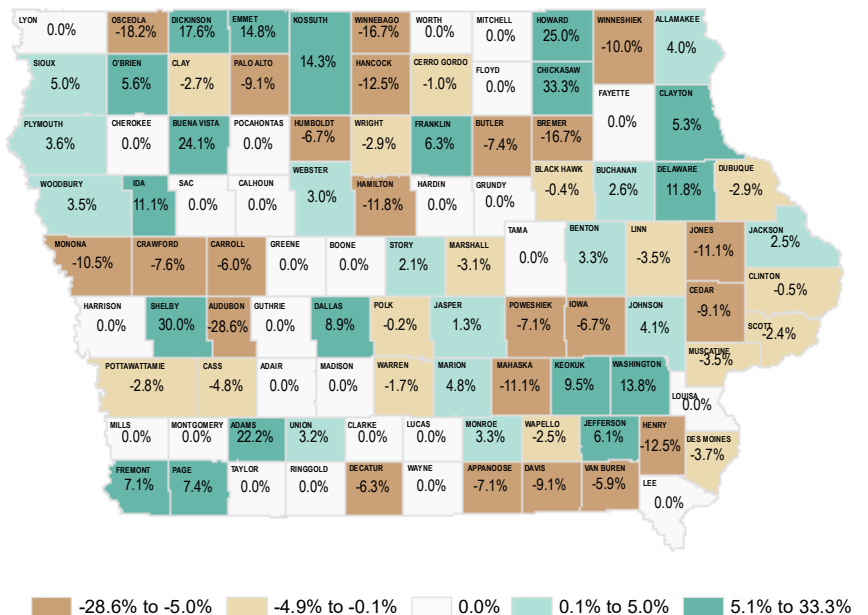 LYON OSCEOLA DICKINSON EMMET KOSSUTH WINNEBAGO WORTH MITCHELL HOWARD WINNESHIEK ALLAMAKEE
0.0% -18.2% 17.6% 14.8% 14.3% -16.7% 0.0% 0.0% 25.0% -10.0% 4.0%
SIOUX O'BRIEN CLAY PALO ALTO HANCOCK CERRO GORDO FLOYD CHICKASAW FAYETTE CLAYTON
5.0% 5.6% -2.7% -9.1% -12.5% -1.0% 0.0% 33.3% 0.0% 5.3%
PLYMOUTH CHEROKEE BUENA VISTA POCAHONTAS HUMBOLDT WRIGHT FRANKLIN BUTLER BREMER
3.6% 0.0% 24.1% 0.0% -6.7% -2.9% 6.3% -7.4% -16.7%
WOODBURY IDA SAC CALHOUN WEBSTER HAMILTON HARDIN GRUNDY BLACK HAWK BUCHANAN DELAWARE DUBUQUE
3.5% 11.1% 0.0% 0.0% 3.0% -11.8% 0.0% 0.0% -0.4% 2.6% 11.8% -2.9%
MONONA CRAWFORD CARROLL GREENE BOONE STORY MARSHALL TAMA BENTON LINN JONES JACKSON
-10.5% -7.6% -6.0% 0.0% 0.0% 2.1% -3.1% 0.0% 3.3% -3.5% -11.1% 2.5%
CLINTON
-0.5%
HARRISON SHELBY AUDUBON GUTHRIE DALLAS POLK JASPER POWESHIEK IOWA JOHNSON CEDAR SCOTT
0.0% 30.0% -28.6% 0.0% 8.9% -0.2% 1.3% -7.1% -6.7% 4.1% -9.1% -2.4%
MUSCATINE
-3.5%
POTTAWATTAMIE CASS ADAIR MADISON WARREN MARION MAHASKA KEOKUK WASHINGTON LOUISA
-2.8% -4.8% 0.0% 0.0% -1.7% 4.8% -11.1% 9.5% 13.8% 0.0%
MILLS MONTGOMERY ADAMS UNION CLARKE LUCAS MONROE WAPELLO JEFFERSON HENRY DES MOINES
0.0% 0.0% 22.2% 3.2% 0.0% 0.0% 3.3% -2.5% 6.1% -12.5% -3.7%
FREMONT PAGE TAYLOR RINGGOLD DECATUR WAYNE APPANOOSE DAVIS VAN BUREN LEE
7.1% 7.4% 0.0% 0.0% -6.3% 0.0% -7.1% -9.1% -5.9% 0.0%
-28.6% to -5.0% -4.9% to -0.1% 0.0% 0.1% to 5.0% 5.1% to 33.3%